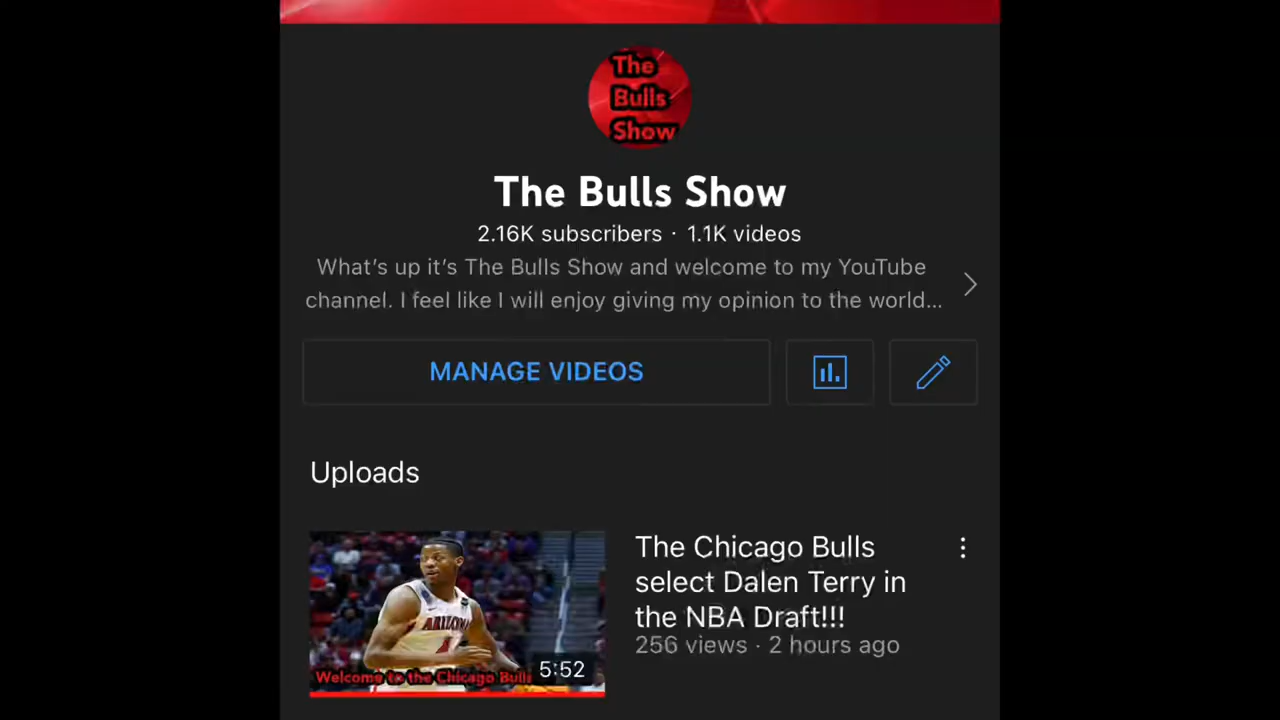 The
Bulls
Show
The Bulls Show
2.16K subscribers · 1.1K videos
What's up it's The Bulls Show and welcome to my YouTube
channel. I feel like I will enjoy giving my opinion to the world...
MANAGE VIDEOS
Uploads
The Chicago Bulls
select Dalen Terry in
the NBA Draft!!!
256 views · 2 hours ago
ARIZONA
4
Welcome to the Chicago Bulls
5:52